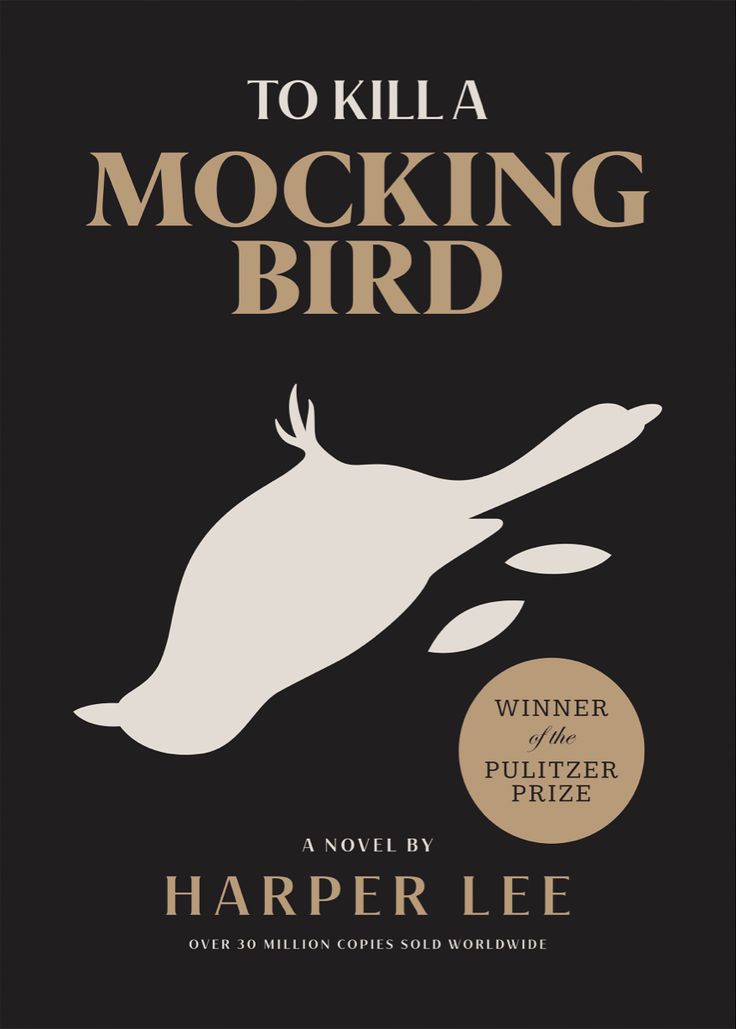 TO KILL A
MOCKING
BIRD
WINNER
of the
PULITZER
PRIZE
A NOVEL BY
HARPER LEE
OVER 30 MILLION COPIES SOLD WORLDWIDE